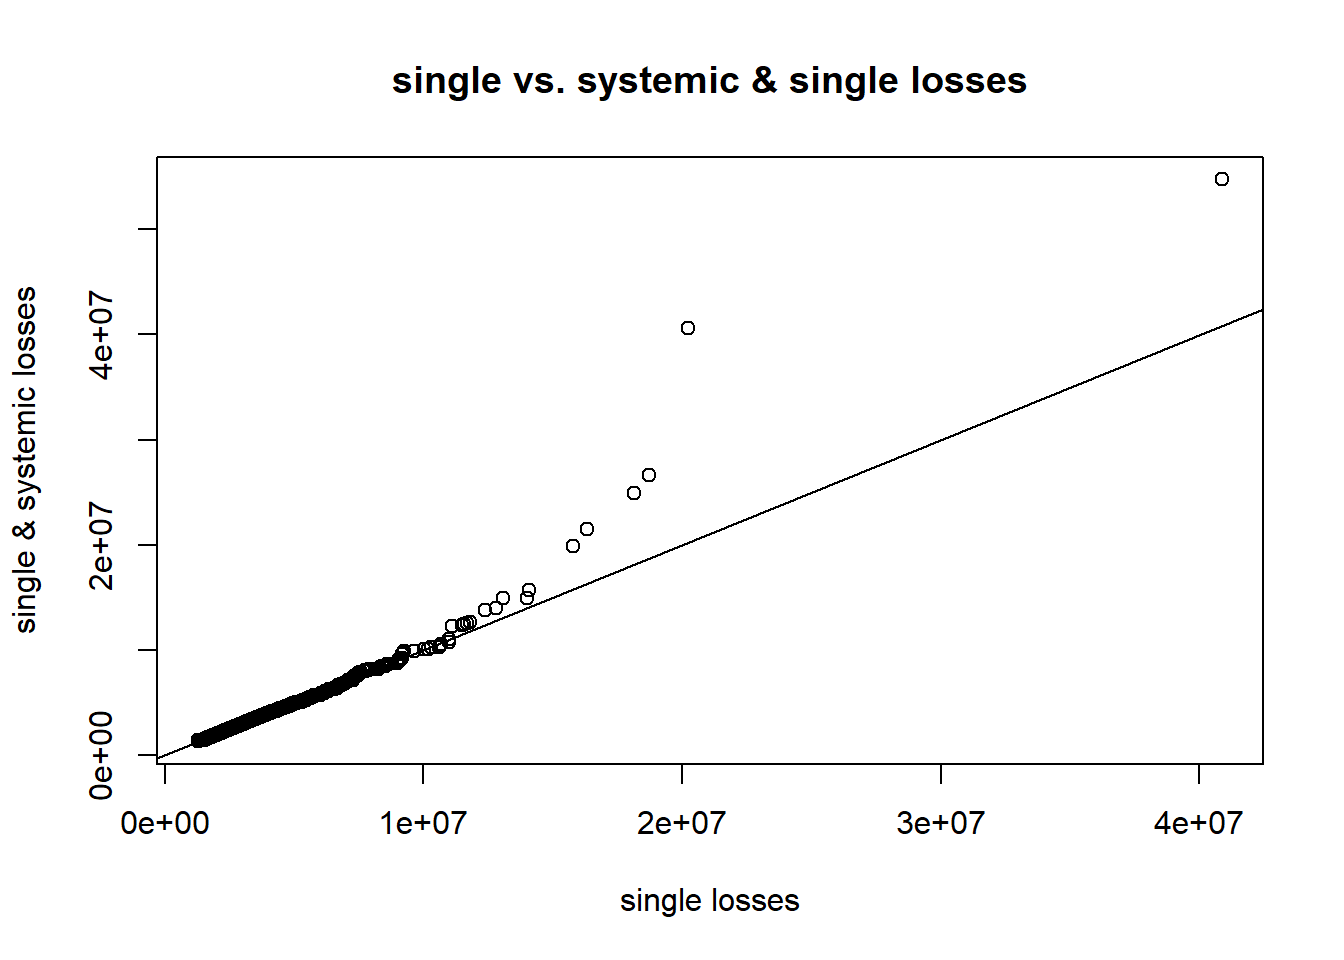 single vs. systemic & single losses
single & systemic losses
4e+07
2e+07
0e+00
0e+00 1e+07 2e+07 3e+07 4e+07
single losses